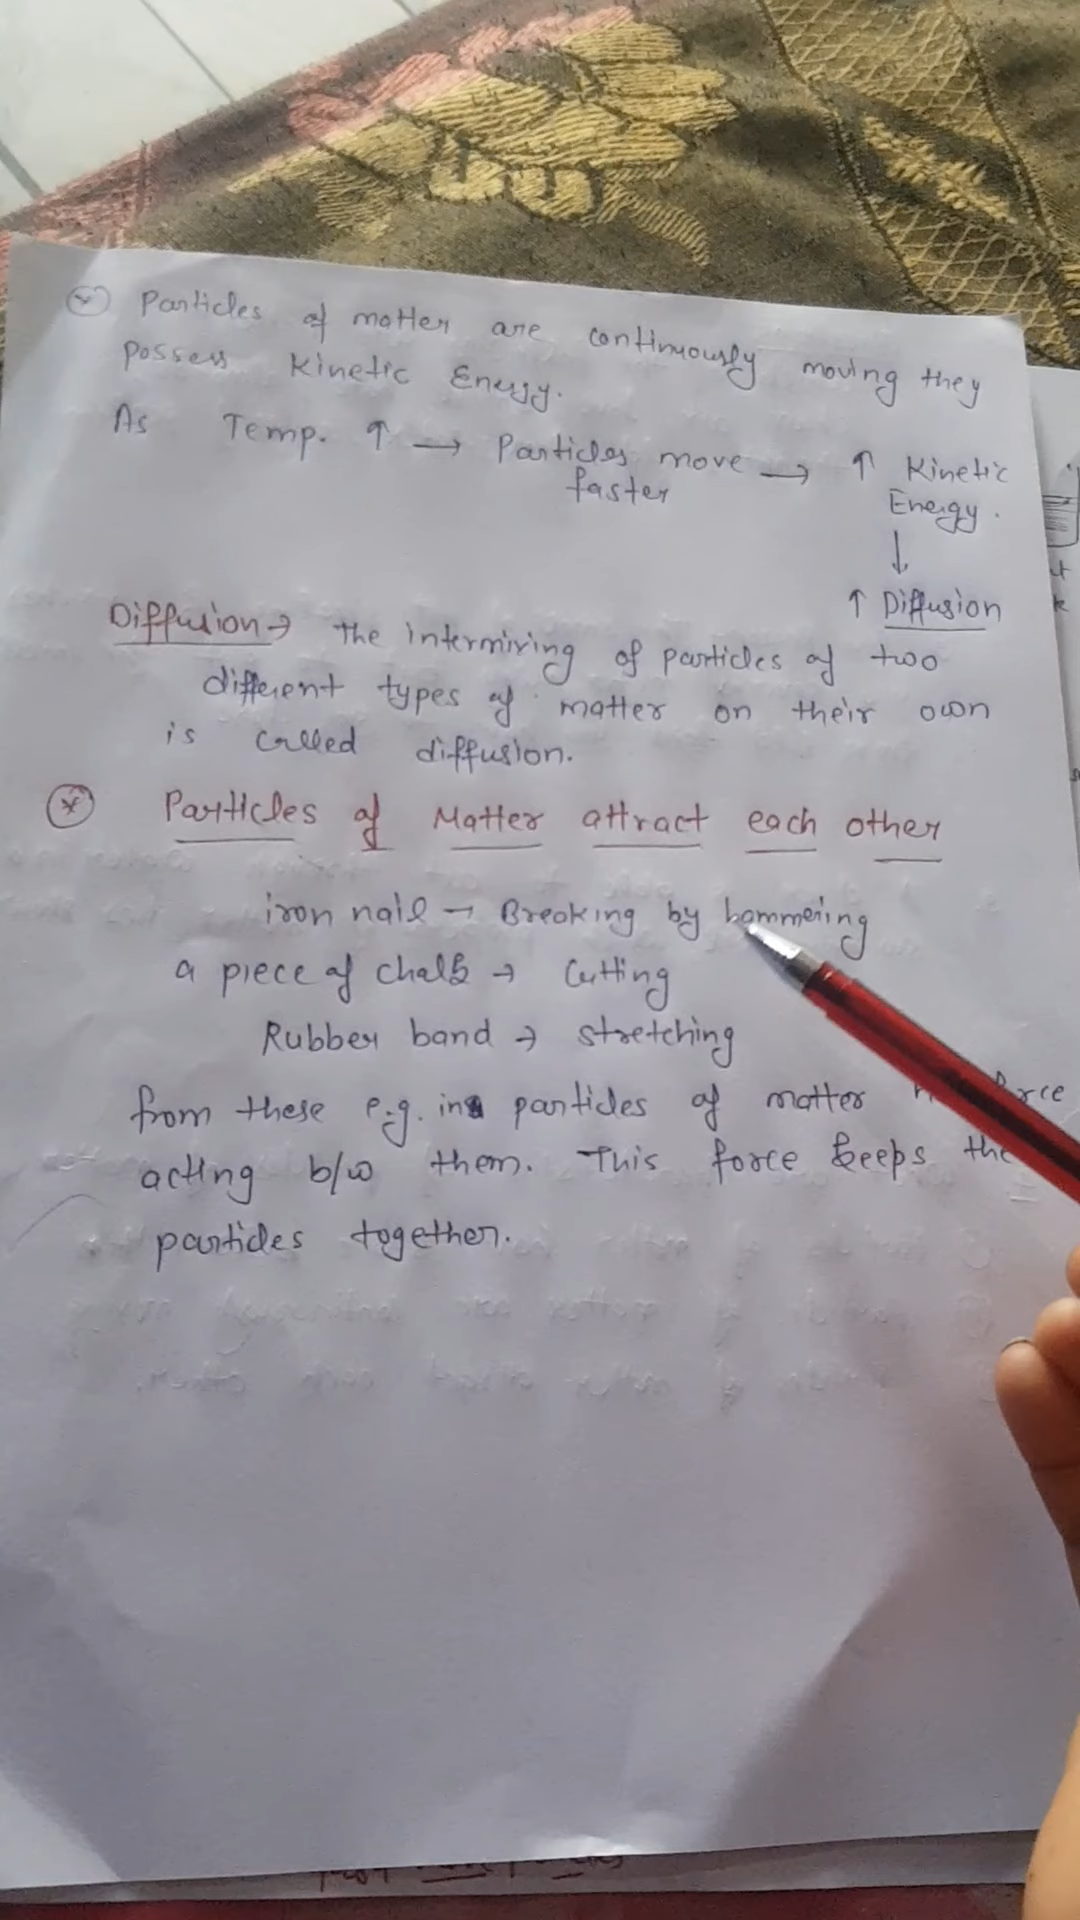 Particles of matter are continuously moving they
possess Kinetic Energy.
As Temp. ↑ → Particles move faster → ↑ Kinetic Energy.
↓
↑ Diffusion
Diffusion → the intermixing of particles of two
different types of matter on their own
is called diffusion.
Particles of Matter attract each other
iron nail → Breaking by hammering
a piece of chalk → Cutting
Rubber band → stretching
from these e.g. in particles of matter
acting b/w them. This force keeps the
particles together.